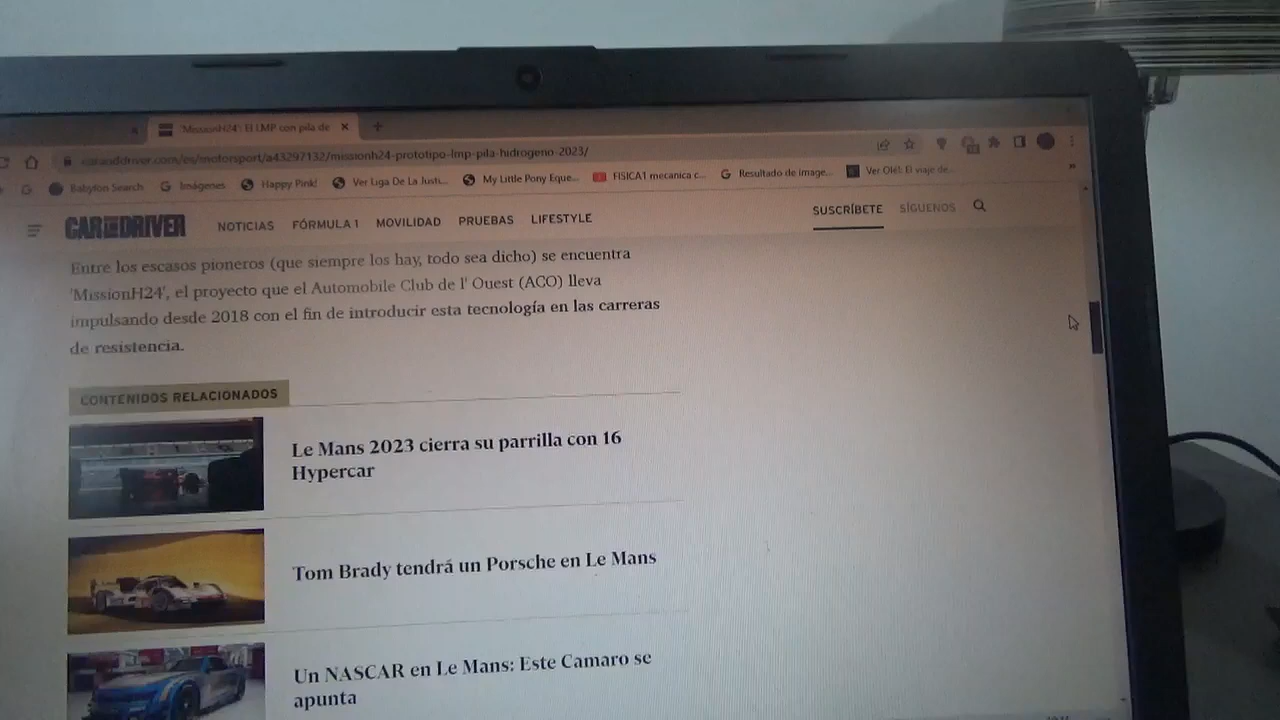 'MissionH24': El LMP con pila de
caranddriver.com/es/motorsport/a43297132/missionh24-prototipo-lmp-pila-hidrogeno-2023/
Babylon Search Imágenes Happy Pink! Ver Liga De La Justi... My Little Pony Eque... FISICA1 mecanica c... Resultado de image... Ver Olé!: El viaje de...
CAR AND DRIVER NOTICIAS FÓRMULA 1 MOVILIDAD PRUEBAS LIFESTYLE SUSCRÍBETE SÍGUENOS
Entre los escasos pioneros (que siempre los hay, todo sea dicho) se encuentra
'MissionH24', el proyecto que el Automobile Club de l' Ouest (ACO) lleva
impulsando desde 2018 con el fin de introducir esta tecnología en las carreras
de resistencia.
CONTENIDOS RELACIONADOS
Le Mans 2023 cierra su parrilla con 16
Hypercar
Tom Brady tendrá un Porsche en Le Mans
Un NASCAR en Le Mans: Este Camaro se
apunta